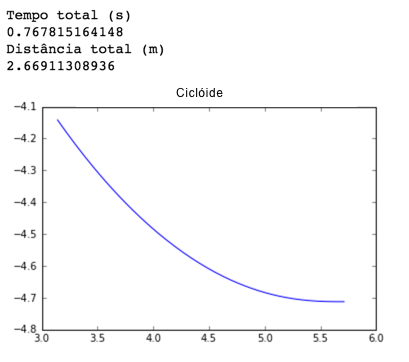 Tempo total (s)
0.767815164148
Distância total (m)
2.66911308936
Ciclóide
−4.1
−4.2
−4.3
−4.4
−4.5
−4.6
−4.7
−4.8
3.0 3.5 4.0 4.5 5.0 5.5 6.0